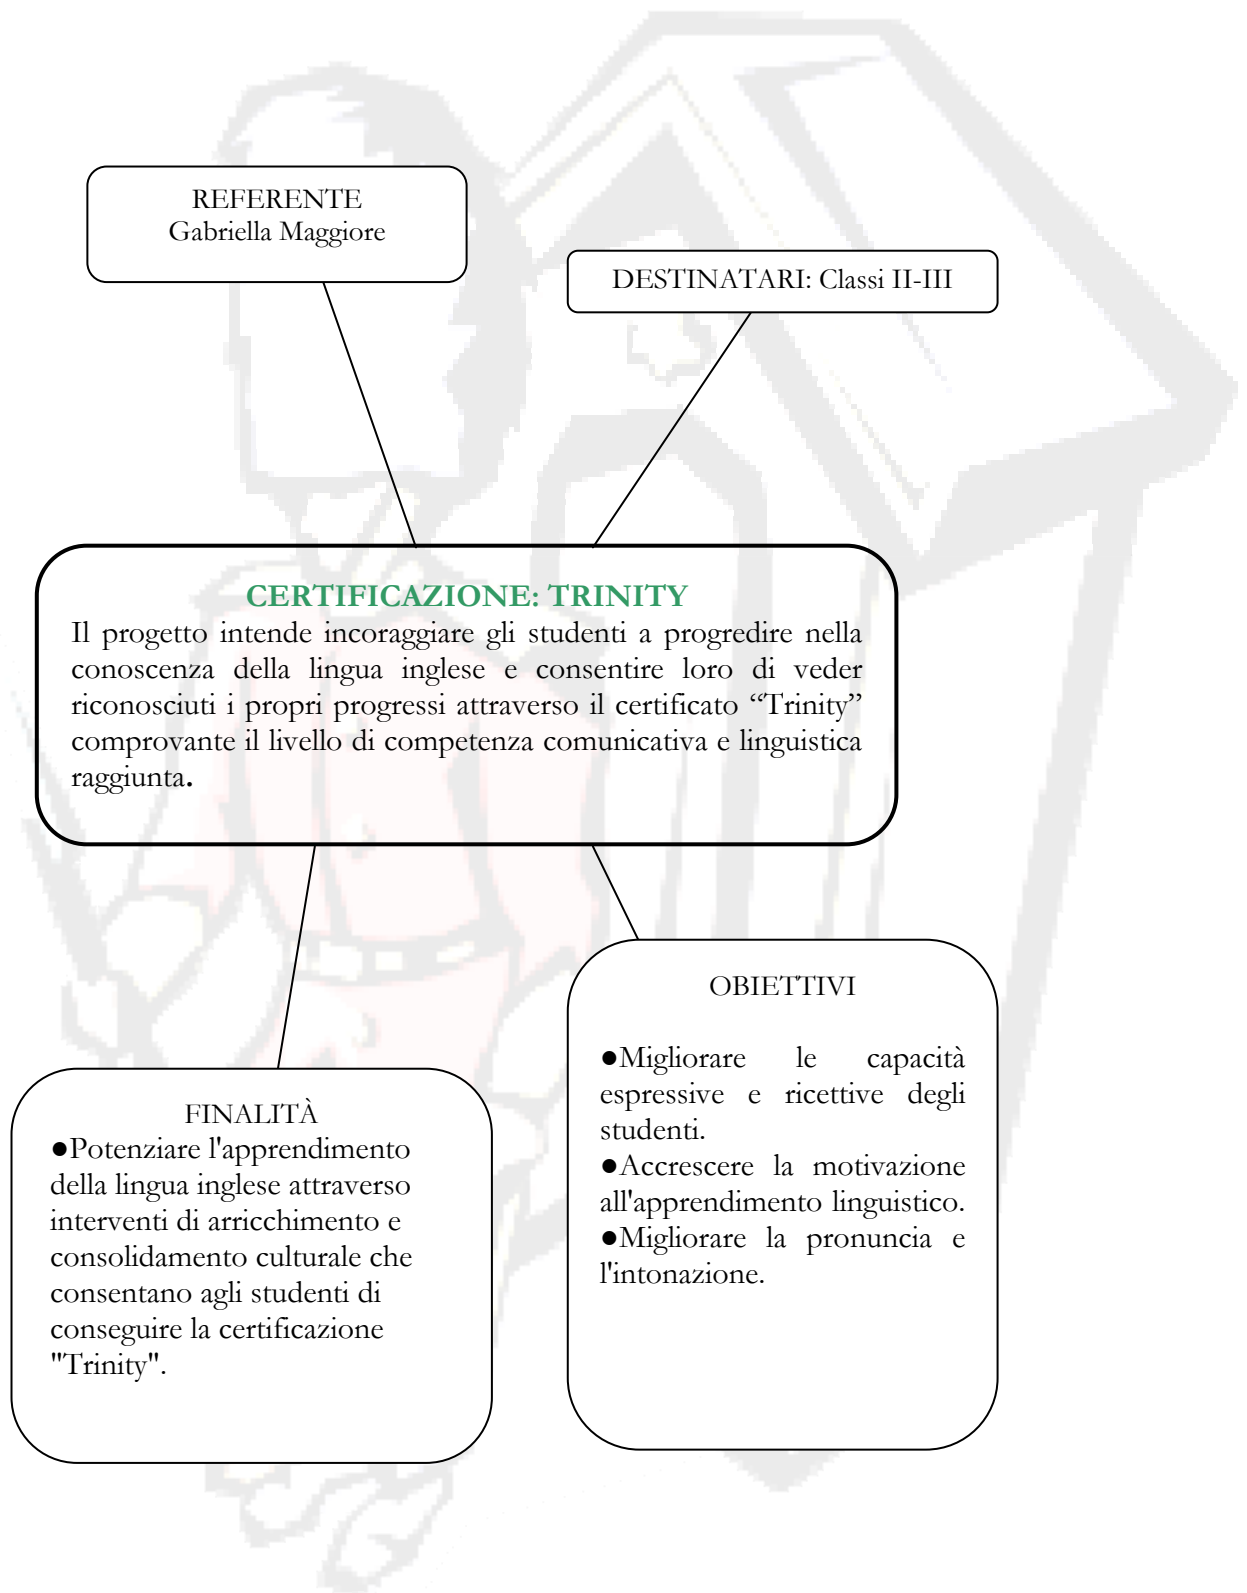 REFERENTE
Gabriella Maggiore
DESTINATARI: Classi II-III
CERTIFICAZIONE: TRINITY
Il progetto intende incoraggiare gli studenti a progredire nella
conoscenza della lingua inglese e consentire loro di veder
riconosciuti i propri progressi attraverso il certificato “Trinity”
comprovante il livello di competenza comunicativa e linguistica
raggiunta.
FINALITÀ
●Potenziare l'apprendimento
della lingua inglese attraverso
interventi di arricchimento e
consolidamento culturale che
consentano agli studenti di
conseguire la certificazione
"Trinity".
OBIETTIVI
●Migliorare le capacità
espressive e ricettive degli
studenti.
●Accrescere la motivazione
all'apprendimento linguistico.
●Migliorare la pronuncia e
l'intonazione.